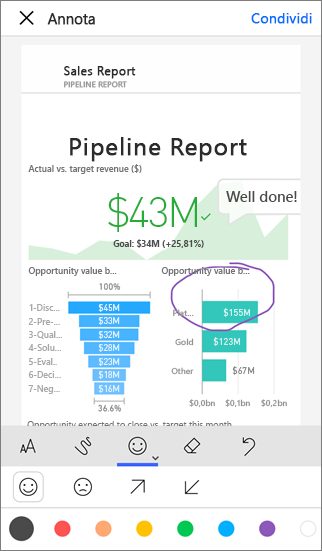 Annota Condividi
Sales Report
PIPELINE REPORT
Pipeline Report
Actual vs. target revenue ($)
$43M
Well done!
Goal: $34M (+25,81%)
Opportunity value b... Opportunity value b...
100%
1-Disc... $45M
2-Pre-... $33M
3-Qual... $32M
4-Solu... $28M
5-Eval... $23M
6-Deci... $18M
7-Neg... $16M
36.6%
Plat... $155M
Gold $123M
Other $67M
$0,0bn $0,1bn $0,2bn
Opportunity expected to close vs. target this month
AA